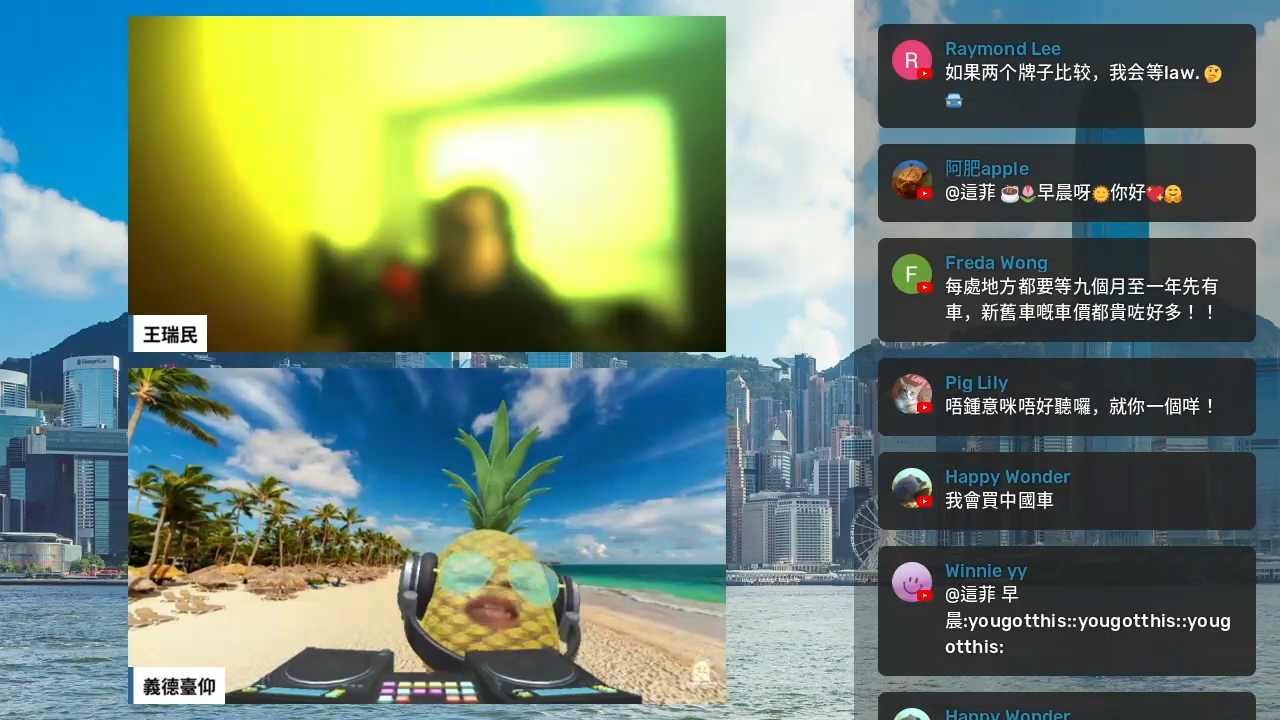 王瑞民
義德臺仰
Shangri-La
R
Raymond Lee
如果两个牌子比较，我会等law. 🤔
🚘
阿肥apple
@這菲 ☕🌷早晨呀🌞你好💖🤗
F
Freda Wong
每處地方都要等九個月至一年先有
車，新舊車嘅車價都貴咗好多！！
Pig Lily
唔鍾意咪唔好聽囉，就你一個咩！
Happy Wonder
我會買中國車
Winnie yy
@這菲 早
晨:yougotthis::yougotthis::youg
otthis:
Happy Wonder